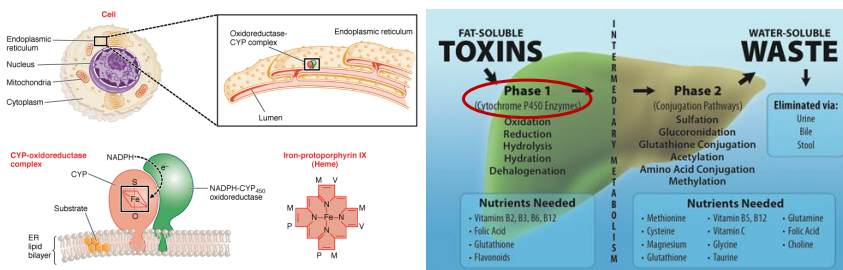 Cell
Endoplasmic
reticulum
Nucleus
Mitochondria
Cytoplasm
Oxidoreductase-
CYP complex
Endoplasmic reticulum
Lumen
CYP-oxidoreductase
complex
NADPH
e-
CYP
S
Fe
O
NADPH-CYP450
oxidoreductase
Substrate
ER
lipid
bilayer
Iron-protoporphyrin IX
(Heme)
M
V
M
M
N
N
Fe
N
N
P
V
P
M
FAT-SOLUBLE
TOXINS
Phase 1
(Cytochrome P450 Enzymes)
Oxidation
Reduction
Hydrolysis
Hydration
Dehalogenation
Nutrients Needed
• Vitamins B2, B3, B6, B12
• Folic Acid
• Glutathione
• Flavonoids
INTERMEDIARY METABOLISM
WATER-SOLUBLE
WASTE
Phase 2
(Conjugation Pathways)
Sulfation
Glucoronidation
Glutathione Conjugation
Acetylation
Amino Acid Conjugation
Methylation
Eliminated via:
Urine
Bile
Stool
Nutrients Needed
• Methionine
• Cysteine
• Magnesium
• Glutathione
• Vitamin B5, B12
• Vitamin C
• Glycine
• Taurine
• Glutamine
• Folic Acid
• Choline